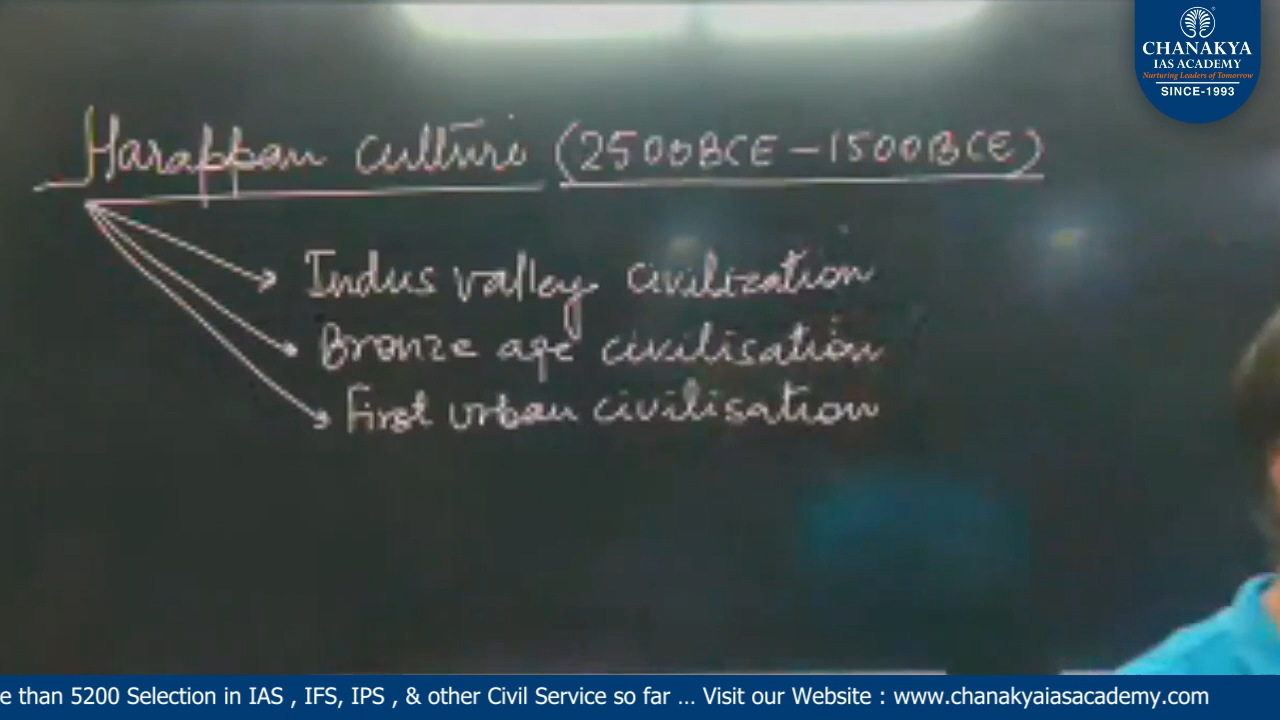 CHANAKYA
IAS ACADEMY
Nurturing Leaders of Tomorrow
SINCE-1993
Harappan culture (2500BCE - 1500BCE)
Indus valley civilization
Bronze age civilisation
First urban civilisation
e than 5200 Selection in IAS , IFS, IPS , & other Civil Service so far ... Visit our Website : www.chanakyaiasacademy.com